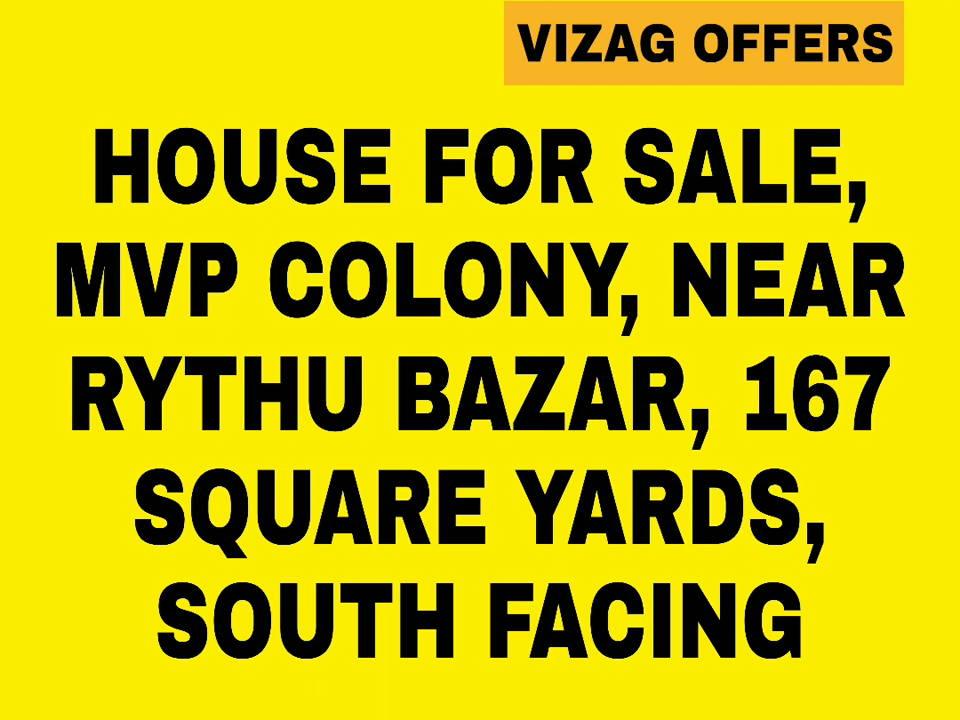 VIZAG OFFERS
HOUSE FOR SALE,
MVP COLONY, NEAR
RYTHU BAZAR, 167
SQUARE YARDS,
SOUTH FACING